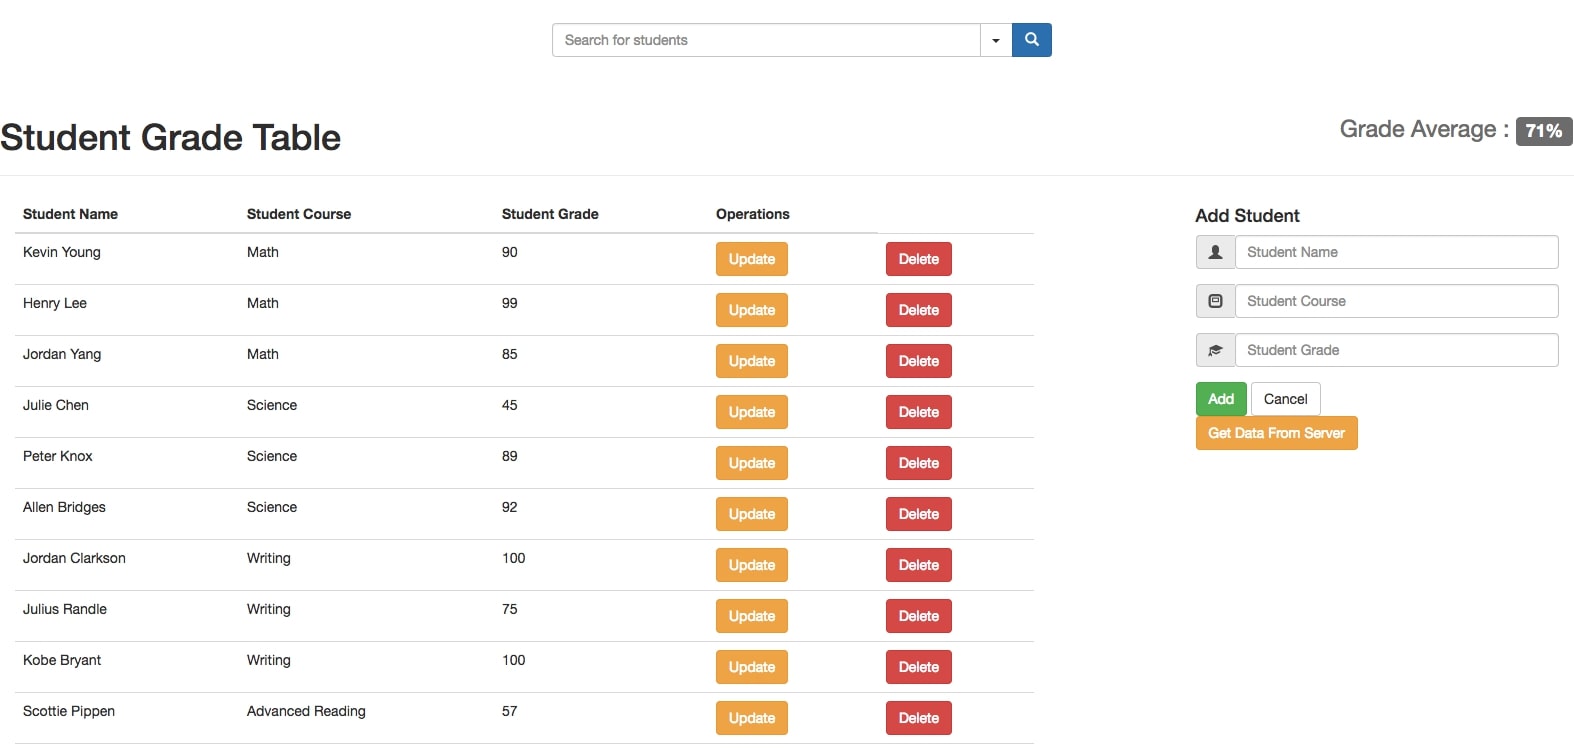 Search for students
Student Grade Table
Grade Average : 71%
Student Name Student Course Student Grade Operations
Kevin Young Math 90 Update Delete
Henry Lee Math 99 Update Delete
Jordan Yang Math 85 Update Delete
Julie Chen Science 45 Update Delete
Peter Knox Science 89 Update Delete
Allen Bridges Science 92 Update Delete
Jordan Clarkson Writing 100 Update Delete
Julius Randle Writing 75 Update Delete
Kobe Bryant Writing 100 Update Delete
Scottie Pippen Advanced Reading 57 Update Delete
Add Student
Student Name
Student Course
Student Grade
Add Cancel
Get Data From Server